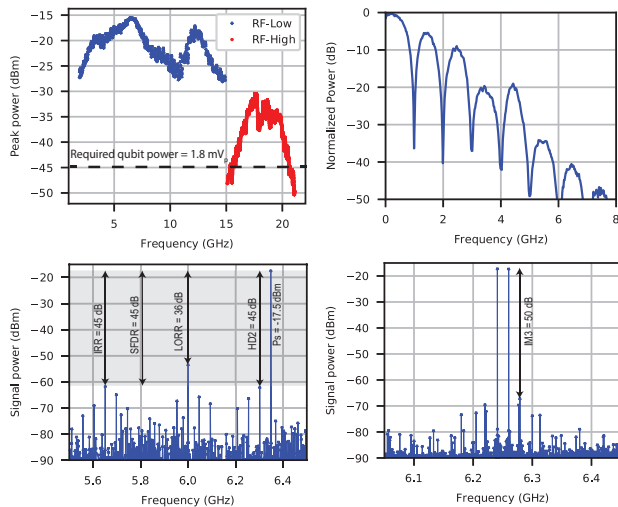 −15
−20
−25
−30
−35
−40
−45
−50
Peak power (dBm)
RF-Low
RF-High
Required qubit power = 1.8 mVp
5
10
15
20
Frequency (GHz)
0
−10
−20
−30
−40
−50
Normalized Power (dB)
0
2
4
6
8
Frequency (GHz)
−20
−30
−40
−50
−60
−70
−80
−90
Signal power (dBm)
IRR = 45 dB
SFDR = 45 dB
LORR = 36 dB
HD2 = 45 dB
Ps = -17.5 dBm
5.6
5.8
6.0
6.2
6.4
Frequency (GHz)
−20
−30
−40
−50
−60
−70
−80
−90
Signal power (dBm)
IM3 = 50 dB
6.1
6.2
6.3
6.4
Frequency (GHz)